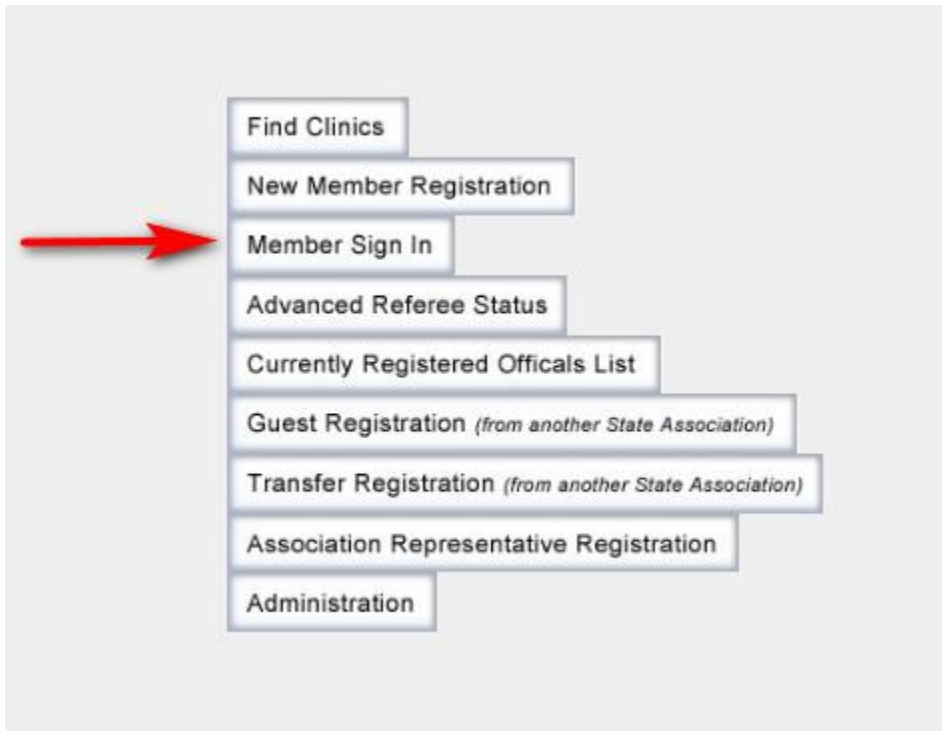 Find Clinics
New Member Registration
Member Sign In
Advanced Referee Status
Currently Registered Officals List
Guest Registration (from another State Association)
Transfer Registration (from another State Association)
Association Representative Registration
Administration